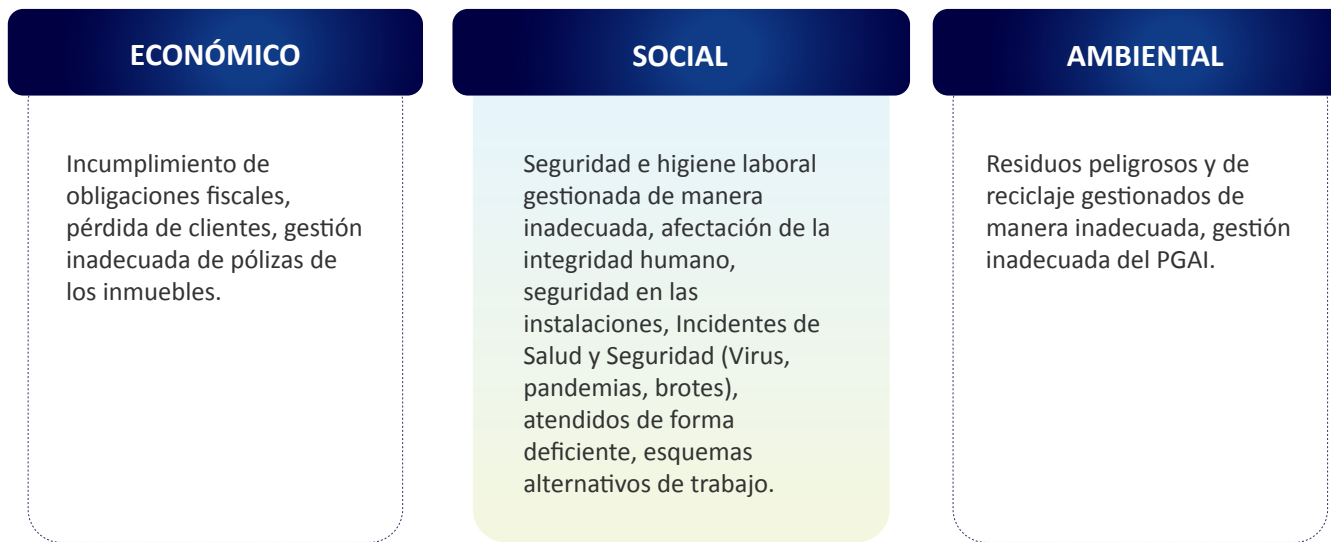 ECONÓMICO
Incumplimiento de
obligaciones fiscales,
pérdida de clientes, gestión
inadecuada de pólizas de
los inmuebles.
SOCIAL
Seguridad e higiene laboral
gestionada de manera
inadecuada, afectación de la
integridad humano,
seguridad en las
instalaciones, Incidentes de
Salud y Seguridad (Virus,
pandemias, brotes),
atendidos de forma
deficiente, esquemas
alternativos de trabajo.
AMBIENTAL
Residuos peligrosos y de
reciclaje gestionados de
manera inadecuada, gestión
inadecuada del PGAI.